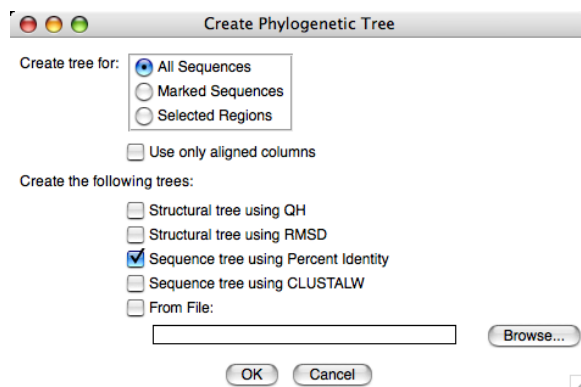 Create Phylogenetic Tree
Create tree for:
All Sequences
Marked Sequences
Selected Regions
Use only aligned columns
Create the following trees:
Structural tree using QH
Structural tree using RMSD
Sequence tree using Percent Identity
Sequence tree using CLUSTALW
From File:
Browse...
OK Cancel